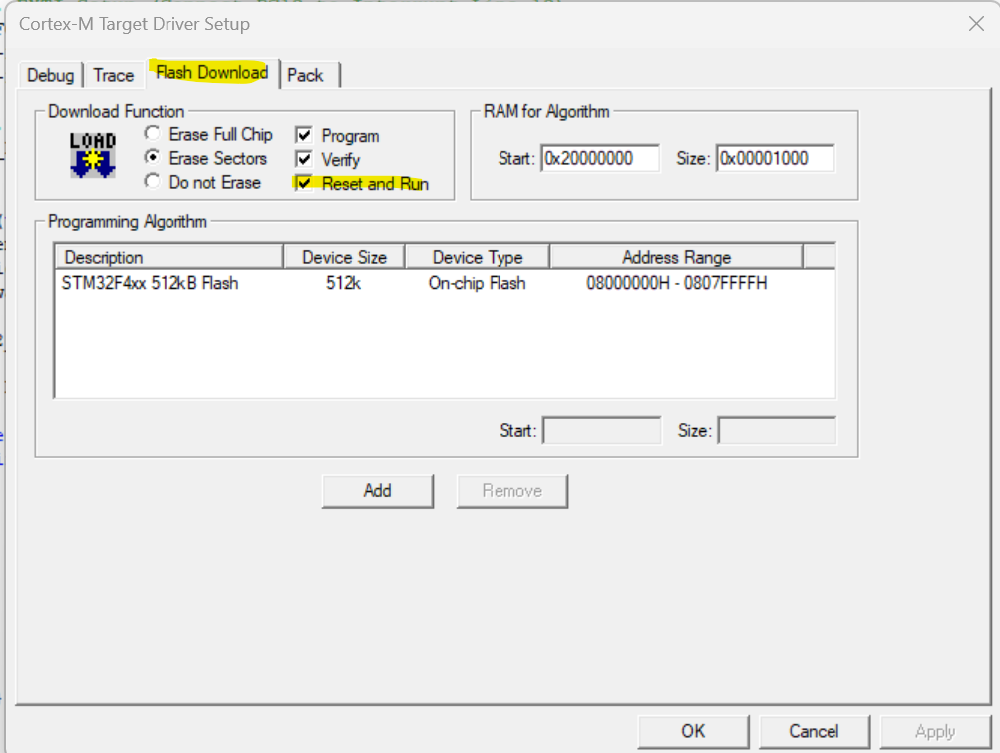 Cortex-M Target Driver Setup
Debug Trace Flash Download Pack
Download Function
LOAD
Erase Full Chip
Erase Sectors
Do not Erase
Program
Verify
Reset and Run
RAM for Algorithm
Start: 0x20000000 Size: 0x00001000
Programming Algorithm
Description Device Size Device Type Address Range
STM32F4xx 512kB Flash 512k On-chip Flash 08000000H - 0807FFFFH
Start: Size:
Add Remove
OK Cancel Apply